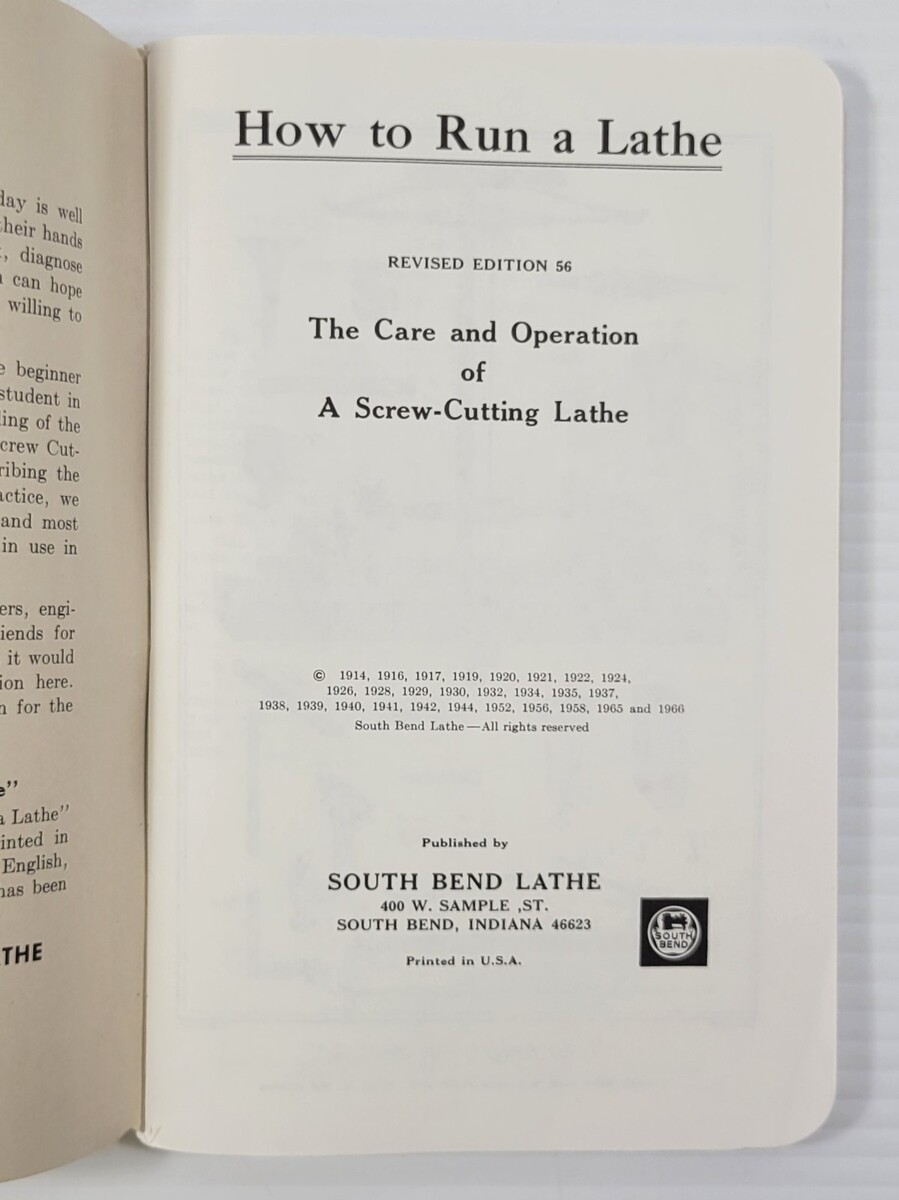 day is well
their hands
, diagnose
can hope
willing to
beginner
student in
ing of the
crew Cut-
ribing the
actice, we
and most
in use in
ers, engi-
iends for
it would
ion here.
for the
e”
a Lathe”
inted in
English,
has been
THE
How to Run a Lathe
REVISED EDITION 56
The Care and Operation
of
A Screw-Cutting Lathe
© 1914, 1916, 1917, 1919, 1920, 1921, 1922, 1924,
1926, 1928, 1929, 1930, 1932, 1934, 1935, 1937,
1938, 1939, 1940, 1941, 1942, 1944, 1952, 1956, 1958, 1965 and 1966
South Bend Lathe—All rights reserved
Published by
SOUTH BEND LATHE
400 W. SAMPLE ,ST.
SOUTH BEND, INDIANA 46623
Printed in U.S.A.
SOUTH
BEND